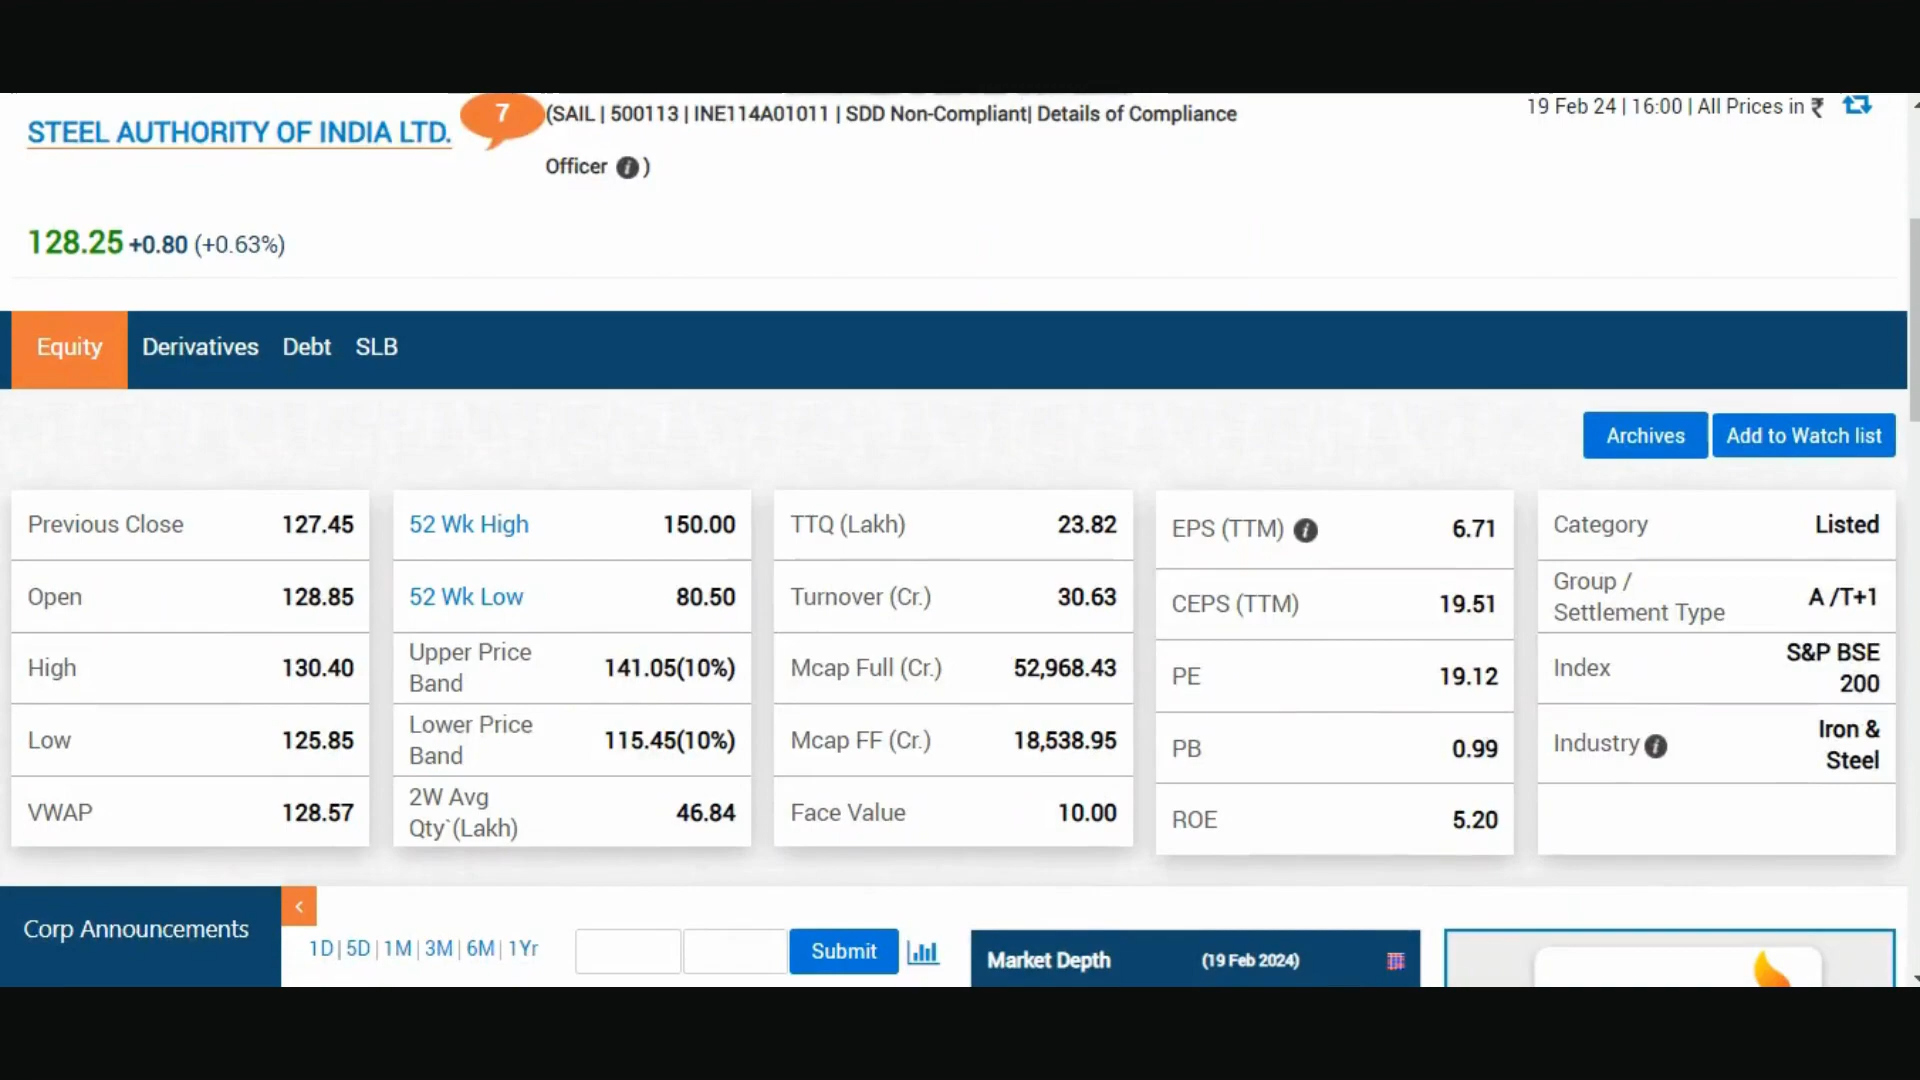 STEEL AUTHORITY OF INDIA LTD.
7
(SAIL | 500113 | INE114A01011 | SDD Non-Compliant| Details of Compliance
Officer i )
19 Feb 24 | 16:00 | All Prices in ₹
128.25 +0.80 (+0.63%)
Equity Derivatives Debt SLB
Archives Add to Watch list
Previous Close 127.45
Open 128.85
High 130.40
Low 125.85
VWAP 128.57
52 Wk High 150.00
52 Wk Low 80.50
Upper Price
Band 141.05(10%)
Lower Price
Band 115.45(10%)
2W Avg
Qty`(Lakh) 46.84
TTQ (Lakh) 23.82
Turnover (Cr.) 30.63
Mcap Full (Cr.) 52,968.43
Mcap FF (Cr.) 18,538.95
Face Value 10.00
EPS (TTM) i 6.71
CEPS (TTM) 19.51
PE 19.12
PB 0.99
ROE 5.20
Category Listed
Group /
Settlement Type A /T+1
Index S&P BSE
200
Industry i Iron &
Steel
Corp Announcements
<
1D| 5D | 1M | 3M | 6M | 1Yr
Submit
Market Depth (19 Feb 2024)